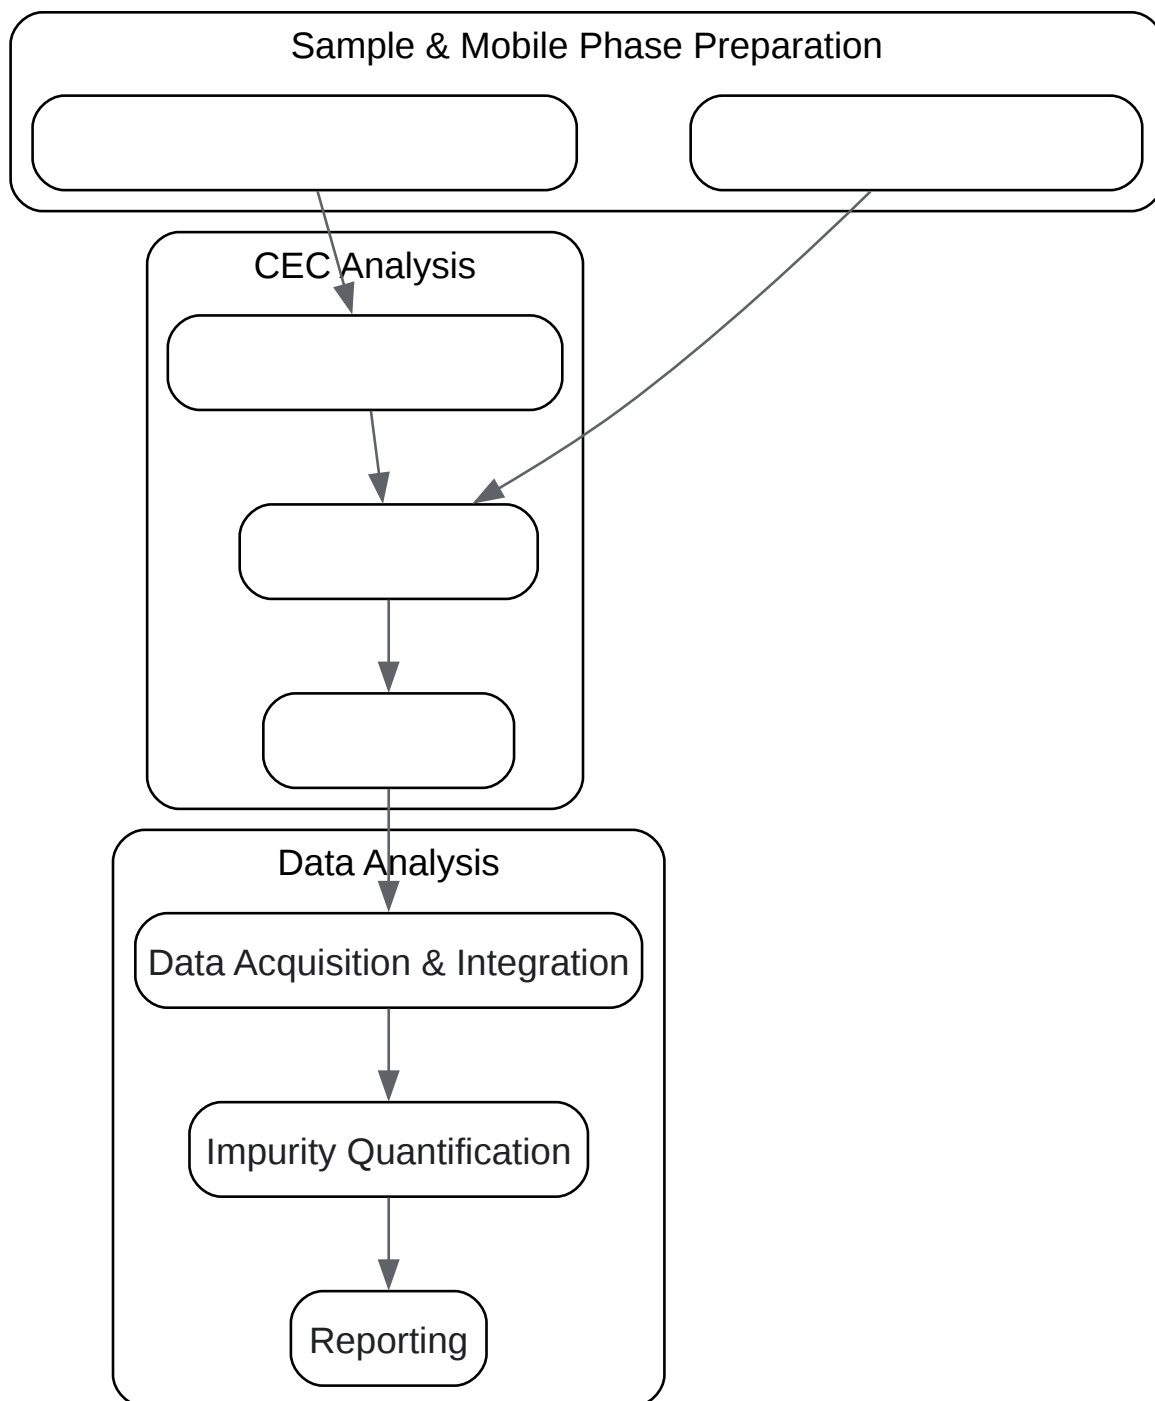 Sample & Mobile Phase Preparation
CEC Analysis
Data Analysis
Data Acquisition & Integration
Impurity Quantification
Reporting